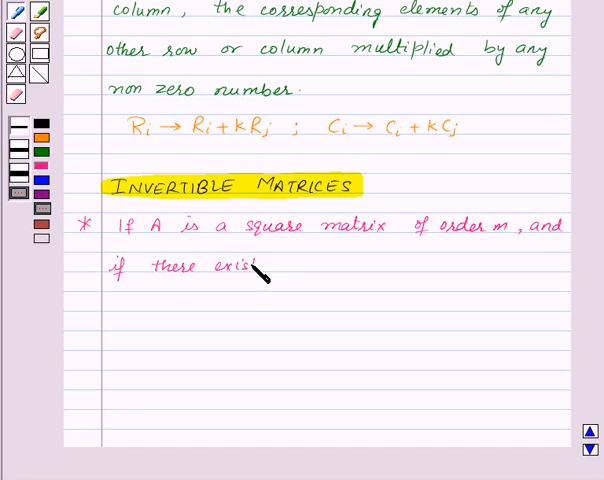 column, the corresponding elements of any
other row or column multiplied by any
non zero number.
Ri → Ri + kRj ; Ci → Ci + kCj
INVERTIBLE MATRICES
* If A is a square matrix of order m, and
if there exis